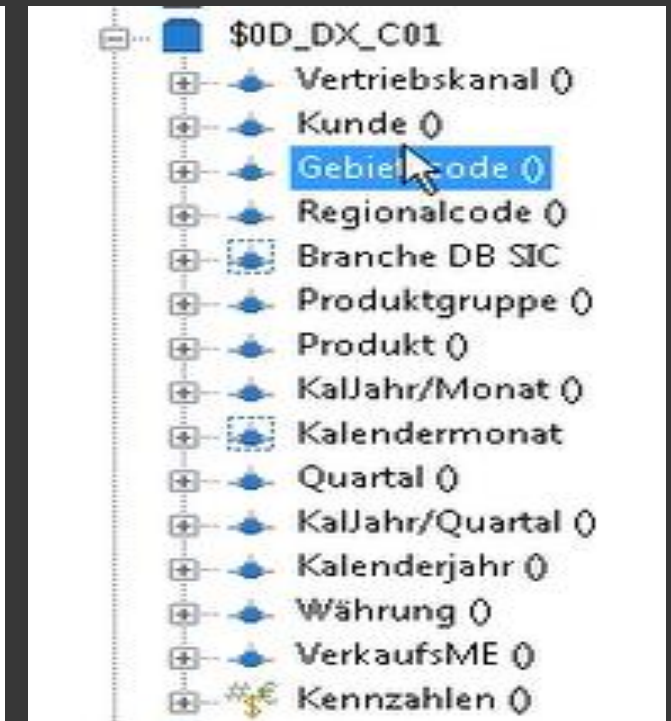 $0D_DX_C01
Vertriebskanal ()
Kunde ()
Gebietscode ()
Regionalcode ()
Branche DB SIC
Produktgruppe ()
Produkt ()
KalJahr/Monat ()
Kalendermonat
Quartal ()
KalJahr/Quartal ()
Kalenderjahr ()
Währung ()
VerkaufsME ()
Kennzahlen ()